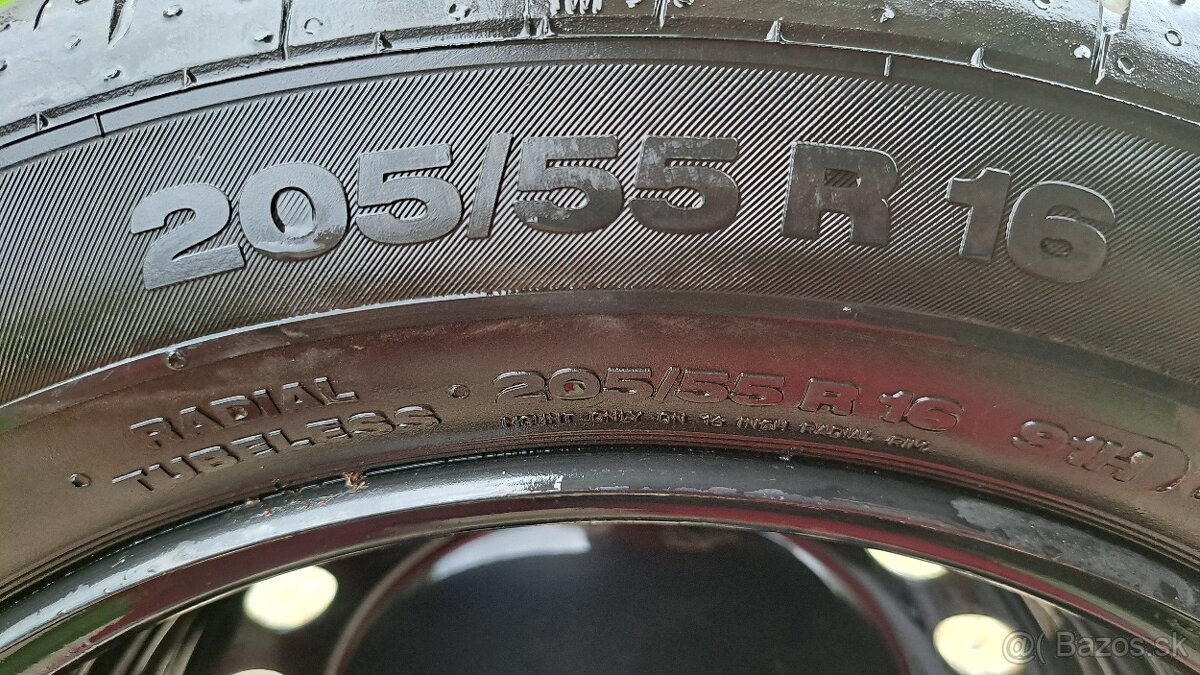 205/55 R 16
RADIAL
TUBELESS
205/55 R 16 91H
MOUNT ONLY ON 16 INCH RADIAL RIM.
@( Bazos.sk